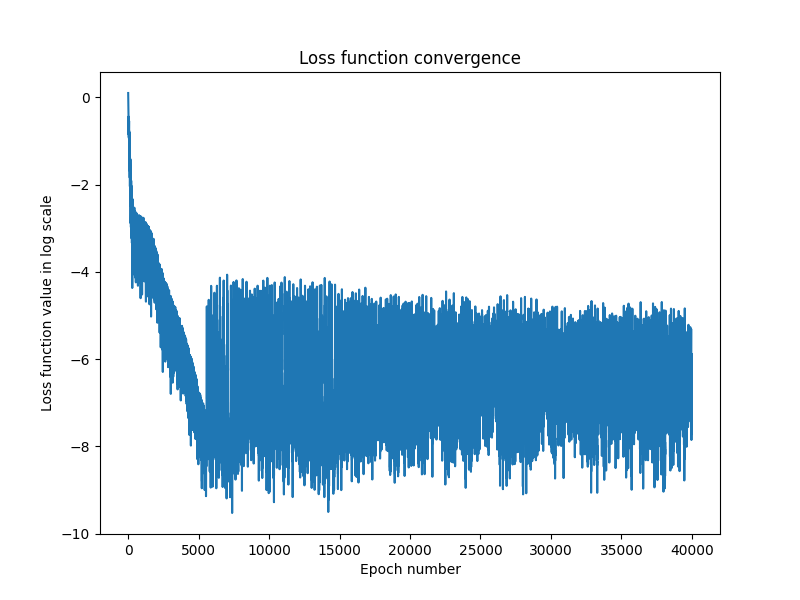 Loss function convergence
Loss function value in log scale
0
−2
−4
−6
−8
−10
0 5000 10000 15000 20000 25000 30000 35000 40000
Epoch number